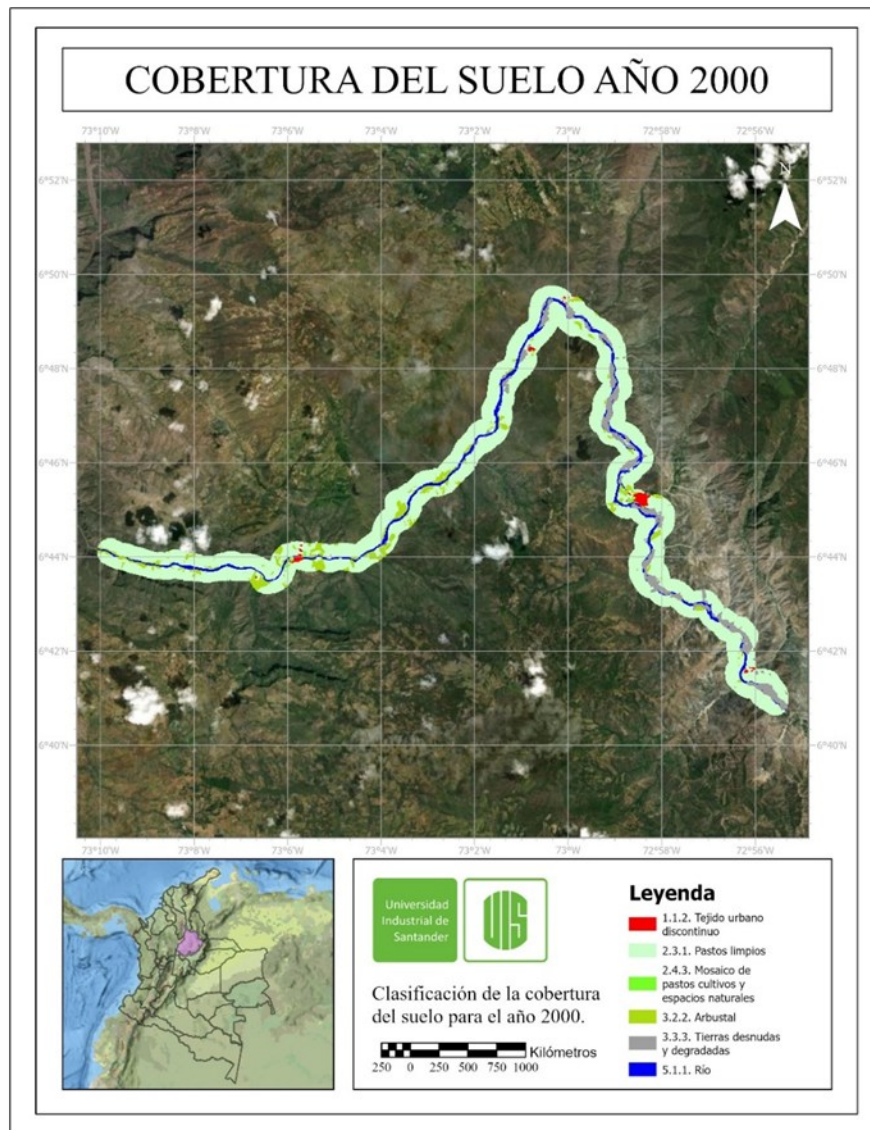 COBERTURA DEL SUELO AÑO 2000
73°10'W 73°8'W 73°6'W 73°4'W 73°2'W 73°W 72°58'W 72°56'W
N
6°52'N 6°52'N
6°50'N 6°50'N
6°48'N 6°48'N
6°46'N 6°46'N
6°44'N 6°44'N
6°42'N 6°42'N
6°40'N 6°40'N
73°10'W 73°8'W 73°6'W 73°4'W 73°2'W 73°W 72°58'W 72°56'W
Universidad
Industrial de
Santander
UIS
Clasificación de la cobertura
del suelo para el año 2000.
Kilómetros
250 0 250 500 750 1000
Leyenda
1.1.2. Tejido urbano
discontinuo
2.3.1. Pastos limpios
2.4.3. Mosaico de
pastos cultivos y
espacios naturales
3.2.2. Arbustal
3.3.3. Tierras desnudas
y degradadas
5.1.1. Río